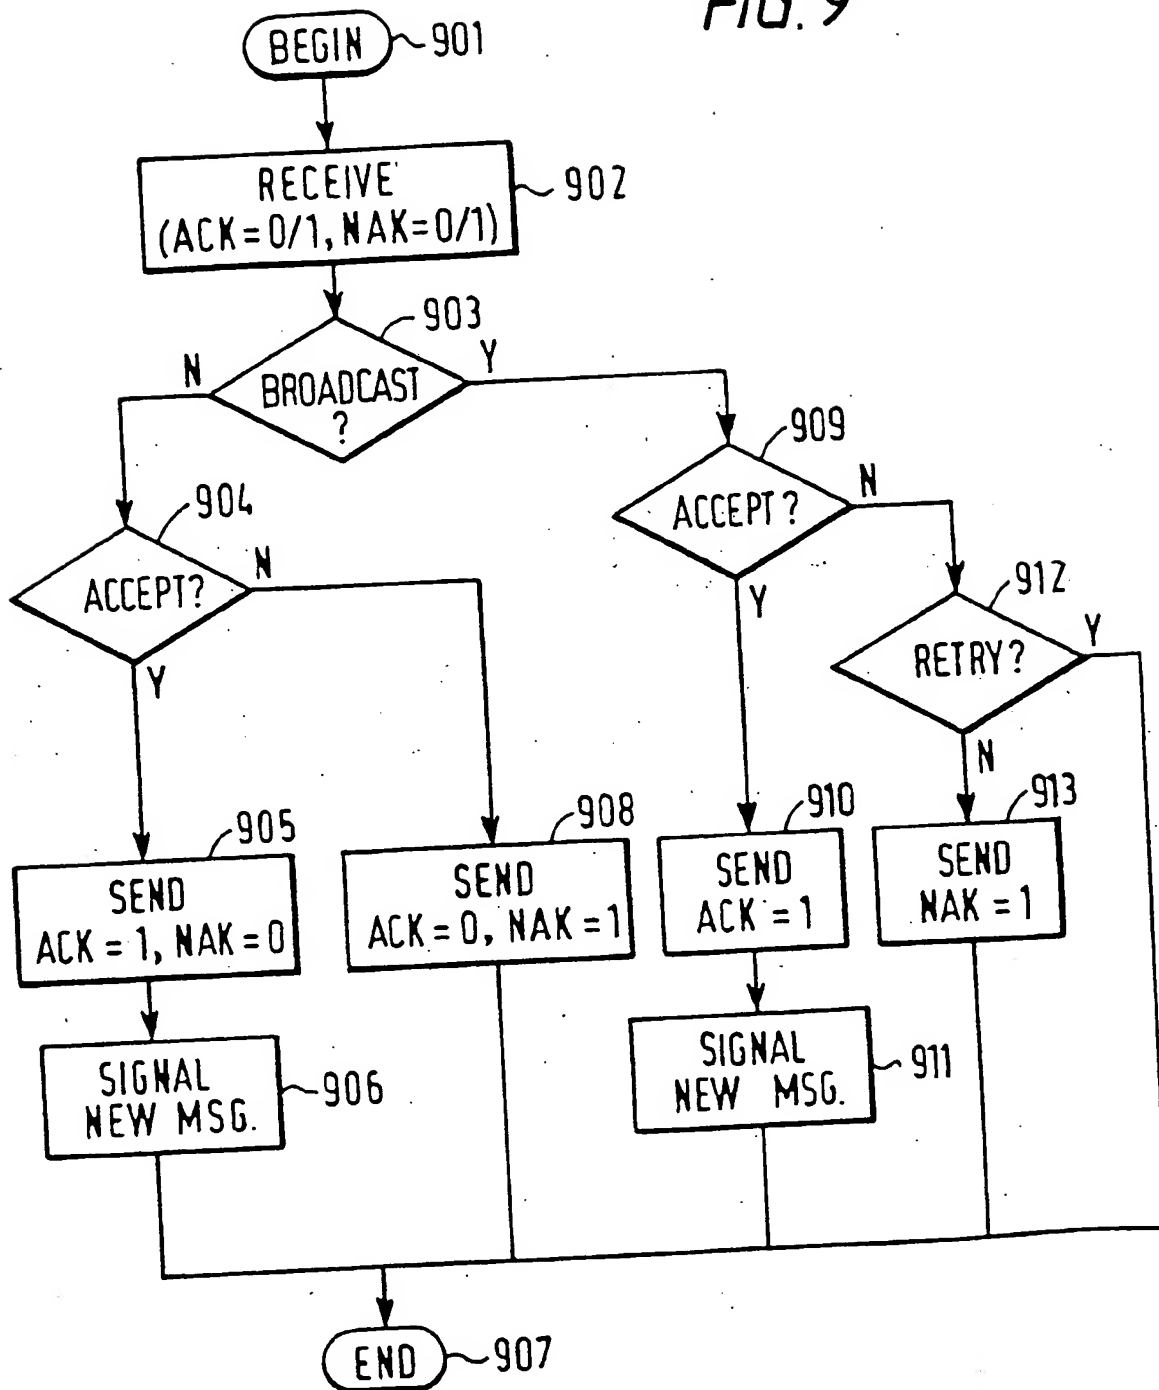 FIG. 9
BEGIN 901
RECEIVE 902
(ACK=0/1, NAK=0/1)
903
N Y
BROADCAST
?
909
904
ACCEPT? N
ACCEPT? N
912
Y
RETRY? Y
Y
N
905 908 910 913
SEND
ACK = 1, NAK = 0
SEND
ACK = 0, NAK = 1
SEND
ACK = 1
SEND
NAK = 1
SIGNAL
NEW MSG.
906
SIGNAL
NEW MSG.
911
END 907